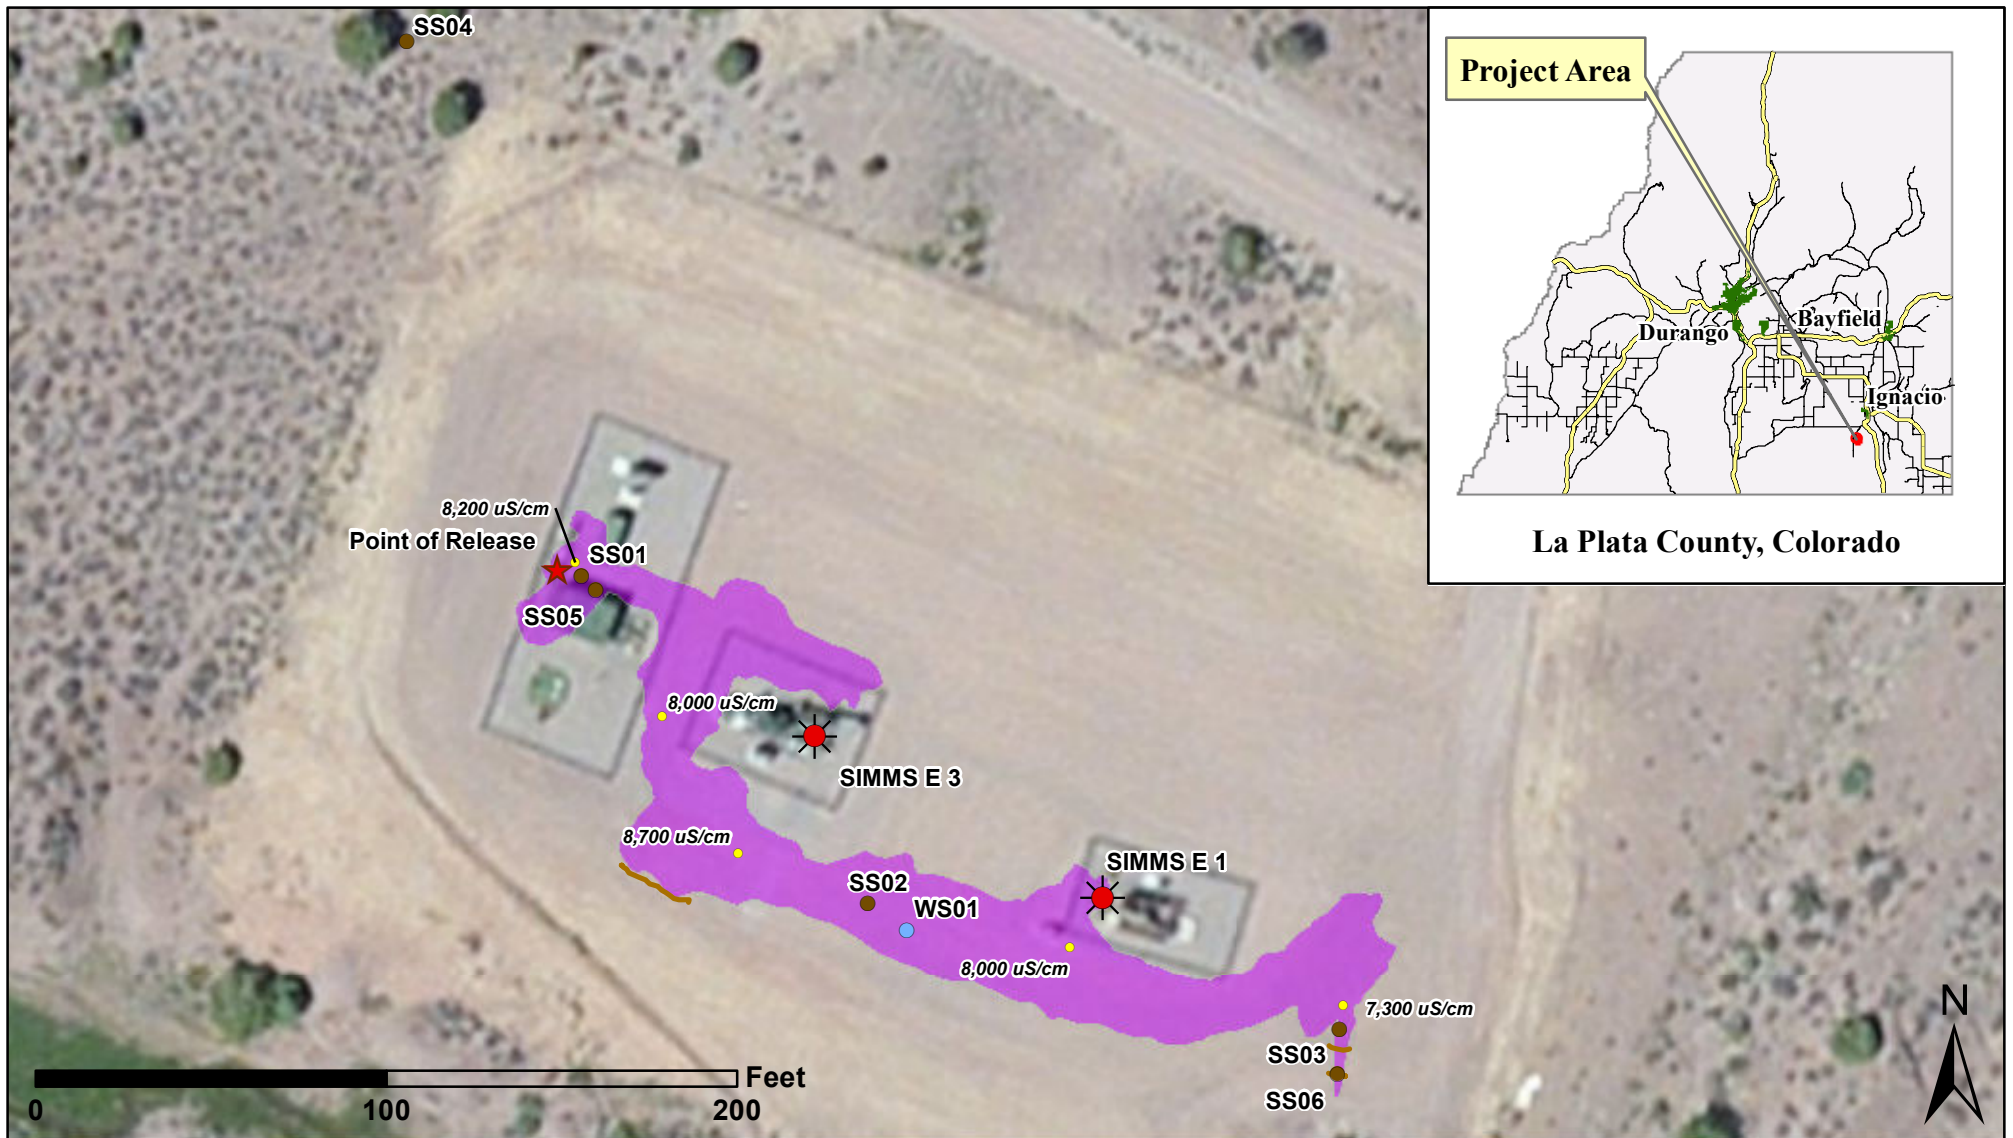 SS04
Project Area
Durango
Bayfield
Ignacio
La Plata County, Colorado
8,200 uS/cm
Point of Release
SS01
SS05
8,000 uS/cm
SIMMS E 3
8,700 uS/cm
SIMMS E 1
SS02
WS01
8,000 uS/cm
7,300 uS/cm
SS03
SS06
N
Feet
0 100 200